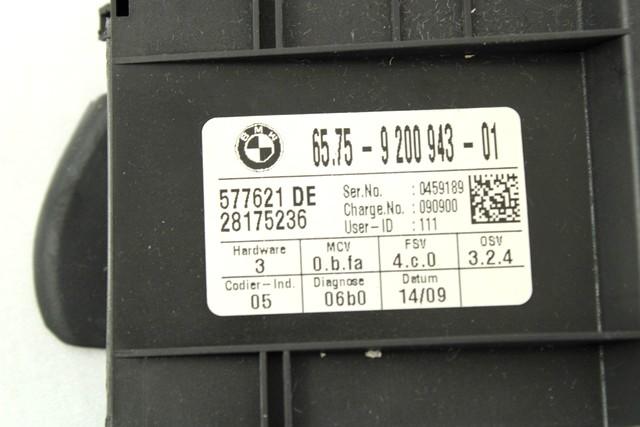 BMW
65.75 - 9 200 943 - 01
577621 DE
28175236
Ser.No. : 0459189
Charge.No. : 090900
User-ID : 111
Hardware MCV FSV OSV
3 0.b.fa 4.c.0 3.2.4
Codier-Ind. Diagnose Datum
05 06b0 14/09